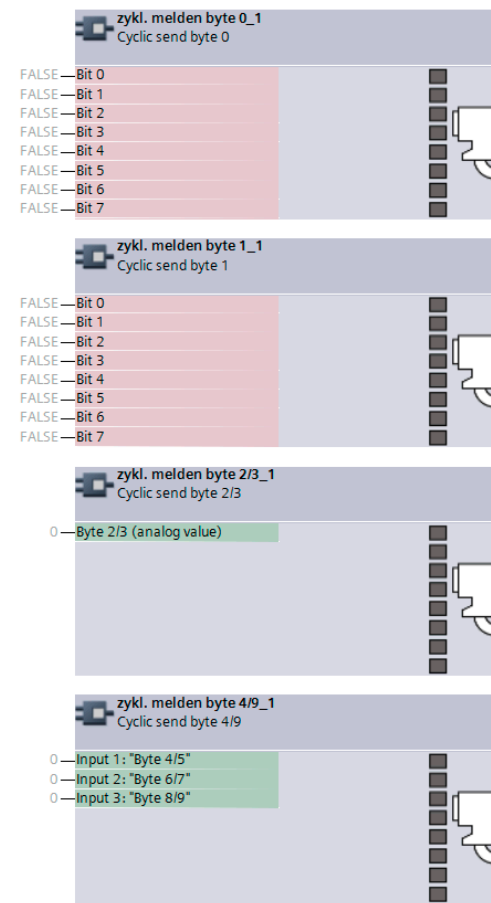 zykl. melden byte 0_1
Cyclic send byte 0
FALSE Bit 0
FALSE Bit 1
FALSE Bit 2
FALSE Bit 3
FALSE Bit 4
FALSE Bit 5
FALSE Bit 6
FALSE Bit 7
zykl. melden byte 1_1
Cyclic send byte 1
FALSE Bit 0
FALSE Bit 1
FALSE Bit 2
FALSE Bit 3
FALSE Bit 4
FALSE Bit 5
FALSE Bit 6
FALSE Bit 7
zykl. melden byte 2/3_1
Cyclic send byte 2/3
0 Byte 2/3 (analog value)
zykl. melden byte 4/9_1
Cyclic send byte 4/9
0 Input 1: "Byte 4/5"
0 Input 2: "Byte 6/7"
0 Input 3: "Byte 8/9"